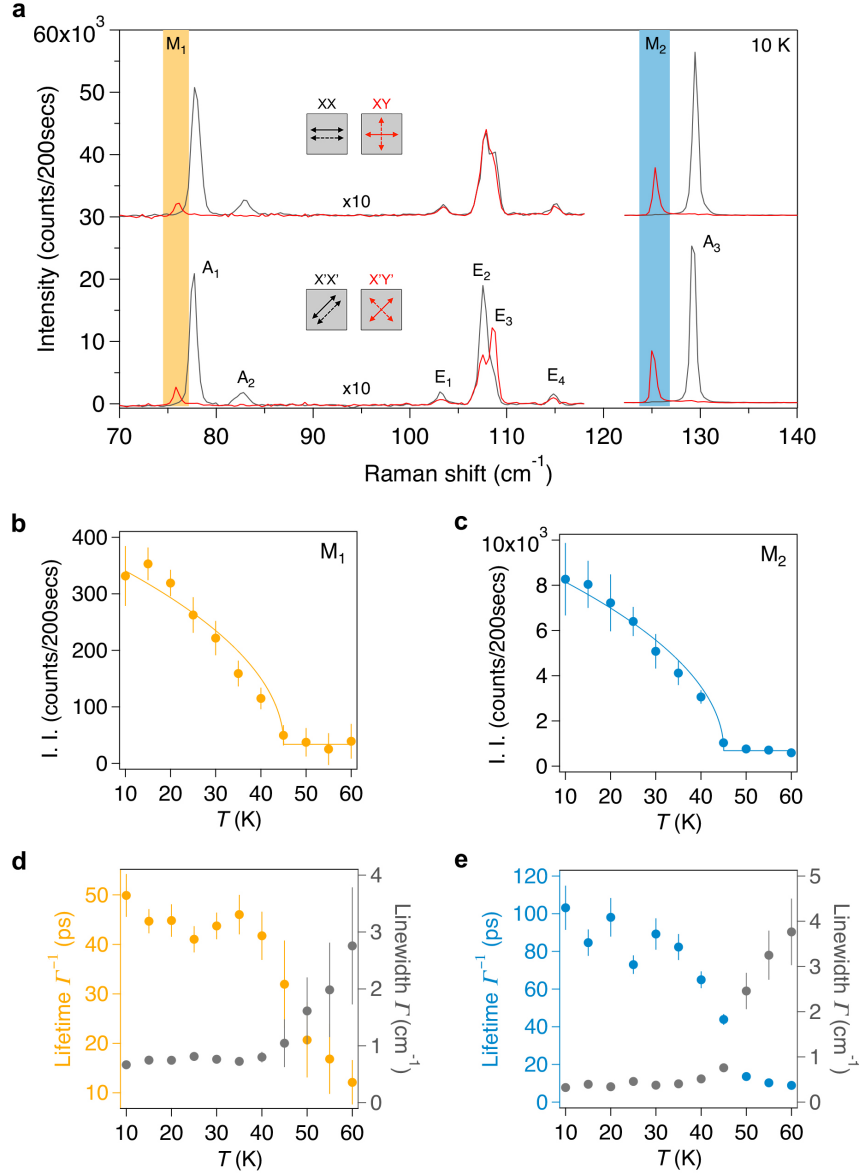 a
60x10³
M₁
M₂
10 K
50
XX
XY
40
x10
30
A₃
A₁
X'X'
X'Y'
E₂
20
E₃
10
A₂
x10
E₁
E₄
0
70 80 90 100 110 120 130 140
Raman shift (cm⁻¹)
Intensity (counts/200secs)
b
400
M₁
300
200
100
0
10 20 30 40 50 60
T (K)
I. I. (counts/200secs)
c
10x10³
M₂
8
6
4
2
0
10 20 30 40 50 60
T (K)
I. I. (counts/200secs)
d
50
40
30
20
10
Lifetime Γ⁻¹ (ps)
4
3
2
1
0
Linewidth Γ (cm⁻¹)
10 20 30 40 50 60
T (K)
e
120
100
80
60
40
20
0
Lifetime Γ⁻¹ (ps)
5
4
3
2
1
0
Linewidth Γ (cm⁻¹)
10 20 30 40 50 60
T (K)